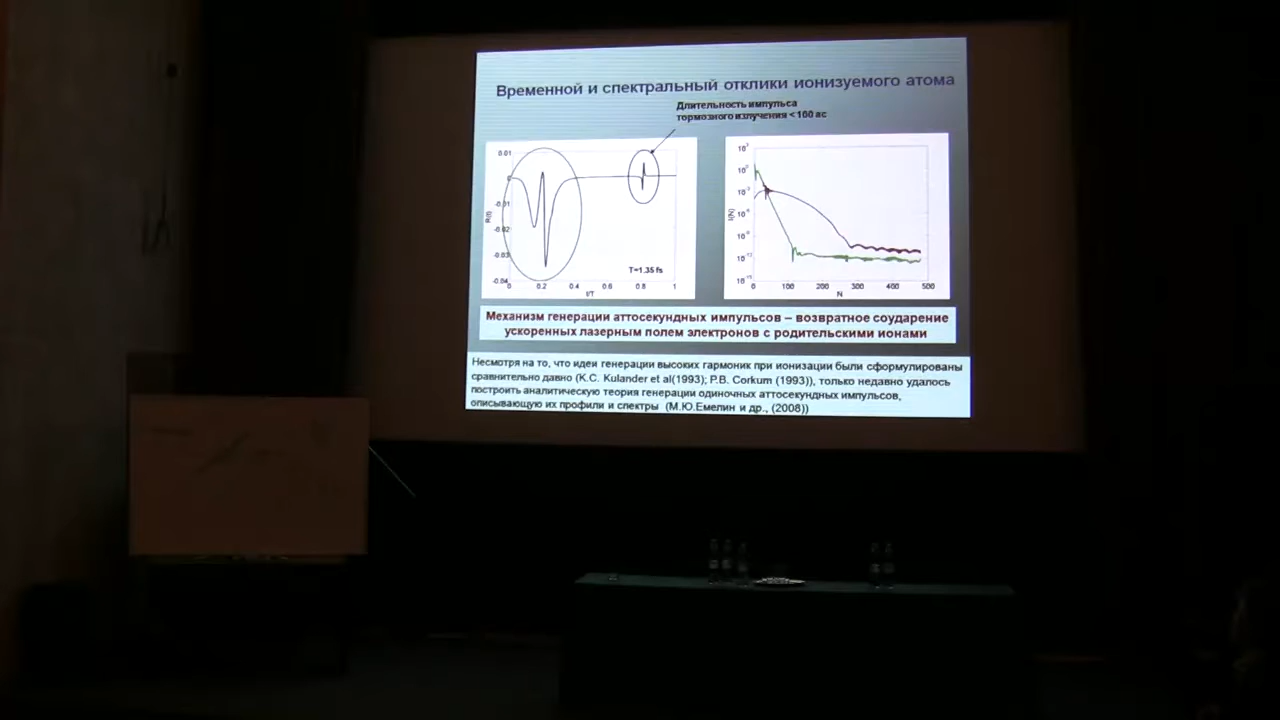 Временной и спектральный отклики ионизуемого атома
Длительность импульса
тормозного излучения < 100 ас
0.01
0
-0.01
-0.02
-0.03
-0.04
R(t)
0 0.2 0.4 0.6 0.8 1
t/T
T=1.35 fs
I(N)
0 100 200 300 400 500
N
Механизм генерации аттосекундных импульсов – возвратное соударение
ускоренных лазерным полем электронов с родительскими ионами
Несмотря на то, что идеи генерации высоких гармоник при ионизации были сформулированы
сравнительно давно (K.C. Kulander et al(1993); P.B. Corkum (1993)), только недавно удалось
построить аналитическую теория генерации одиночных аттосекундных импульсов,
описывающую их профили и спектры (М.Ю.Емелин и др., (2008))